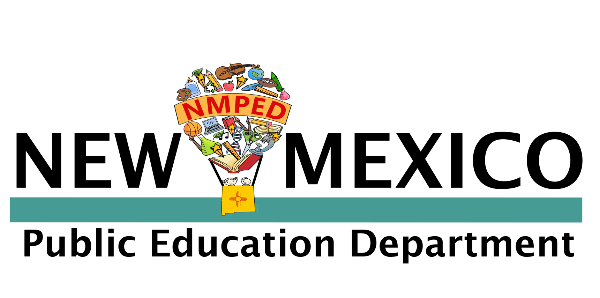 NMPED
NEW MEXICO
Public Education Department